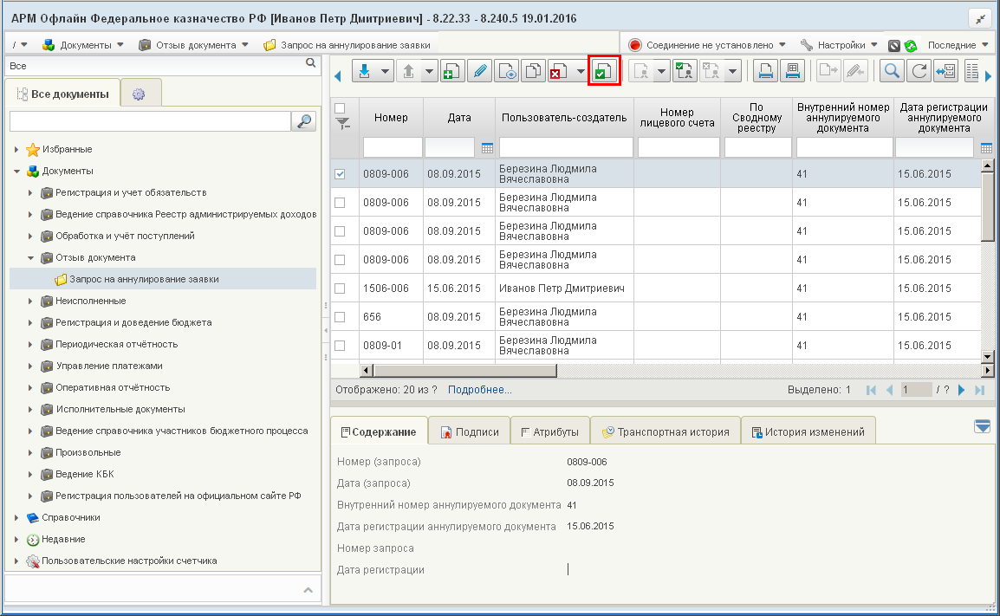 АРМ Офлайн Федеральное казначество РФ [Иванов Петр Дмитриевич] - 8.22.33 - 8.240.5 19.01.2016
/ Документы Отзыв документа Запрос на аннулирование заявки Соединение не установлено Настройки Последние
Все
Все документы
Избранные
Документы
Регистрация и учет обязательств
Ведение справочника Реестр администрируемых доходов
Обработка и учёт поступлений
Отзыв документа
Запрос на аннулирование заявки
Неисполненные
Регистрация и доведение бюджета
Периодическая отчётность
Управление платежами
Оперативная отчётность
Исполнительные документы
Ведение справочника участников бюджетного процесса
Произвольные
Ведение КБК
Регистрация пользователей на официальном сайте РФ
Справочники
Недавние
Пользовательские настройки счетчика
Номер
Дата
Пользователь-создатель
Номер
лицевого счета
По
Сводному
реестру
Внутренний номер
аннулируемого
документа
Дата регистрации
аннулируемого
документа
0809-006 08.09.2015 Березина Людмила
Вячеславовна 41 15.06.2015
0809-006 08.09.2015 Березина Людмила
Вячеславовна 41 15.06.2015
0809-006 08.09.2015 Березина Людмила
Вячеславовна 41 15.06.2015
0809-006 08.09.2015 Березина Людмила
Вячеславовна 41 15.06.2015
1506-006 15.06.2015 Иванов Петр Дмитриевич 41 15.06.2015
656 08.09.2015 Березина Людмила
Вячеславовна 41 15.06.2015
0809-01 08.09.2015 Березина Людмила
Вячеславовна 41 15.06.2015
Отображено: 20 из ? Подробнее... Выделено: 1 1 / ?
Содержание Подписи Атрибуты Транспортная история История изменений
Номер (запроса) 0809-006
Дата (запроса) 08.09.2015
Внутренний номер аннулируемого документа 41
Дата регистрации аннулируемого документа 15.06.2015
Номер запроса
Дата регистрации